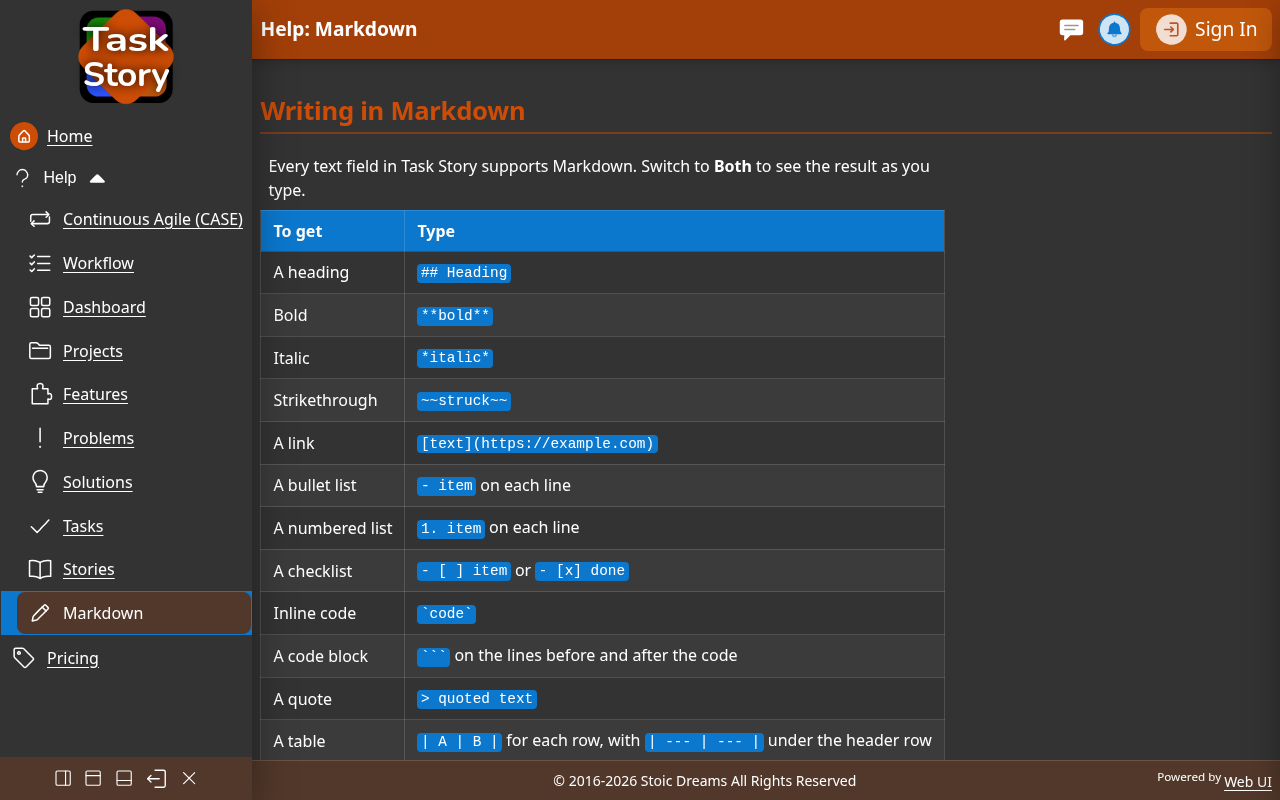 Task
Story
Home
Help
Continuous Agile (CASE)
Workflow
Dashboard
Projects
Features
Problems
Solutions
Tasks
Stories
Markdown
Pricing
Help: Markdown
Sign In
Writing in Markdown
Every text field in Task Story supports Markdown. Switch to Both to see the result as you
type.
To get Type
A heading ## Heading
Bold **bold**
Italic *italic*
Strikethrough ~~struck~~
A link [text](https://example.com)
A bullet list - item on each line
A numbered list 1. item on each line
A checklist - [ ] item or - [x] done
Inline code `code`
A code block ``` on the lines before and after the code
A quote > quoted text
A table | A | B | for each row, with | --- | --- | under the header row
© 2016-2026 Stoic Dreams All Rights Reserved
Powered by Web UI